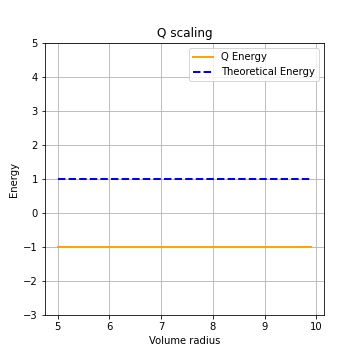 Q scaling
Q Energy
Theoretical Energy
Energy
5
4
3
2
1
0
−1
−2
−3
5 6 7 8 9 10
Volume radius